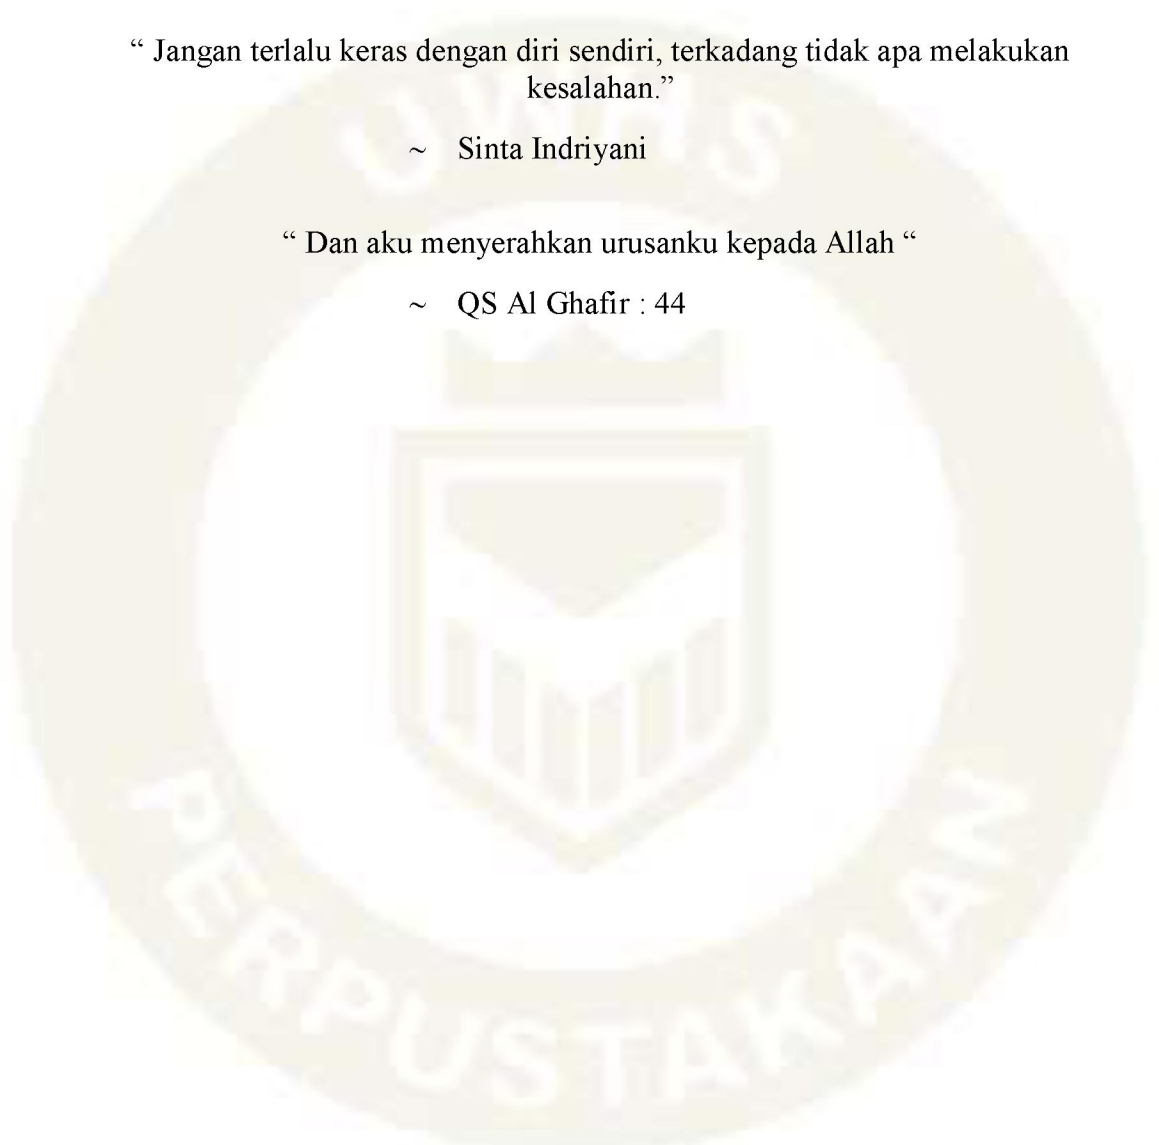 “ Jangan terlalu keras dengan diri sendiri, terkadang tidak apa melakukan
kesalahan.”
~ Sinta Indriyani
“ Dan aku menyerahkan urusanku kepada Allah “
~ QS Al Ghafir : 44
UWHS
PERPUSTAKAAN